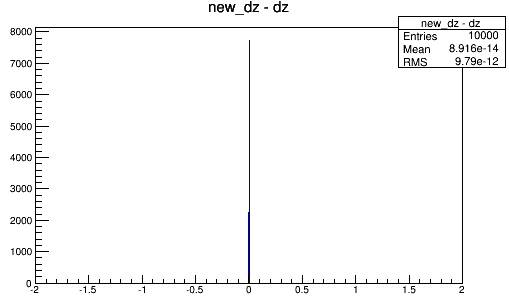 new_dz - dz
new_dz - dz
Entries 10000
Mean 8.916e-14
RMS 9.79e-12
8000
7000
6000
5000
4000
3000
2000
1000
0
-2 -1.5 -1 -0.5 0 0.5 1 1.5 2